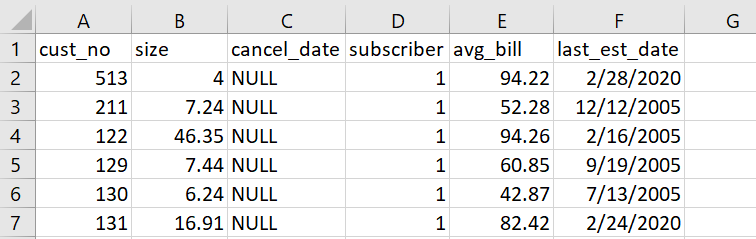 A B C D E F G
1 cust_no size cancel_date subscriber avg_bill last_est_date
2 513 4 NULL 1 94.22 2/28/2020
3 211 7.24 NULL 1 52.28 12/12/2005
4 122 46.35 NULL 1 94.26 2/16/2005
5 129 7.44 NULL 1 60.85 9/19/2005
6 130 6.24 NULL 1 42.87 7/13/2005
7 131 16.91 NULL 1 82.42 2/24/2020